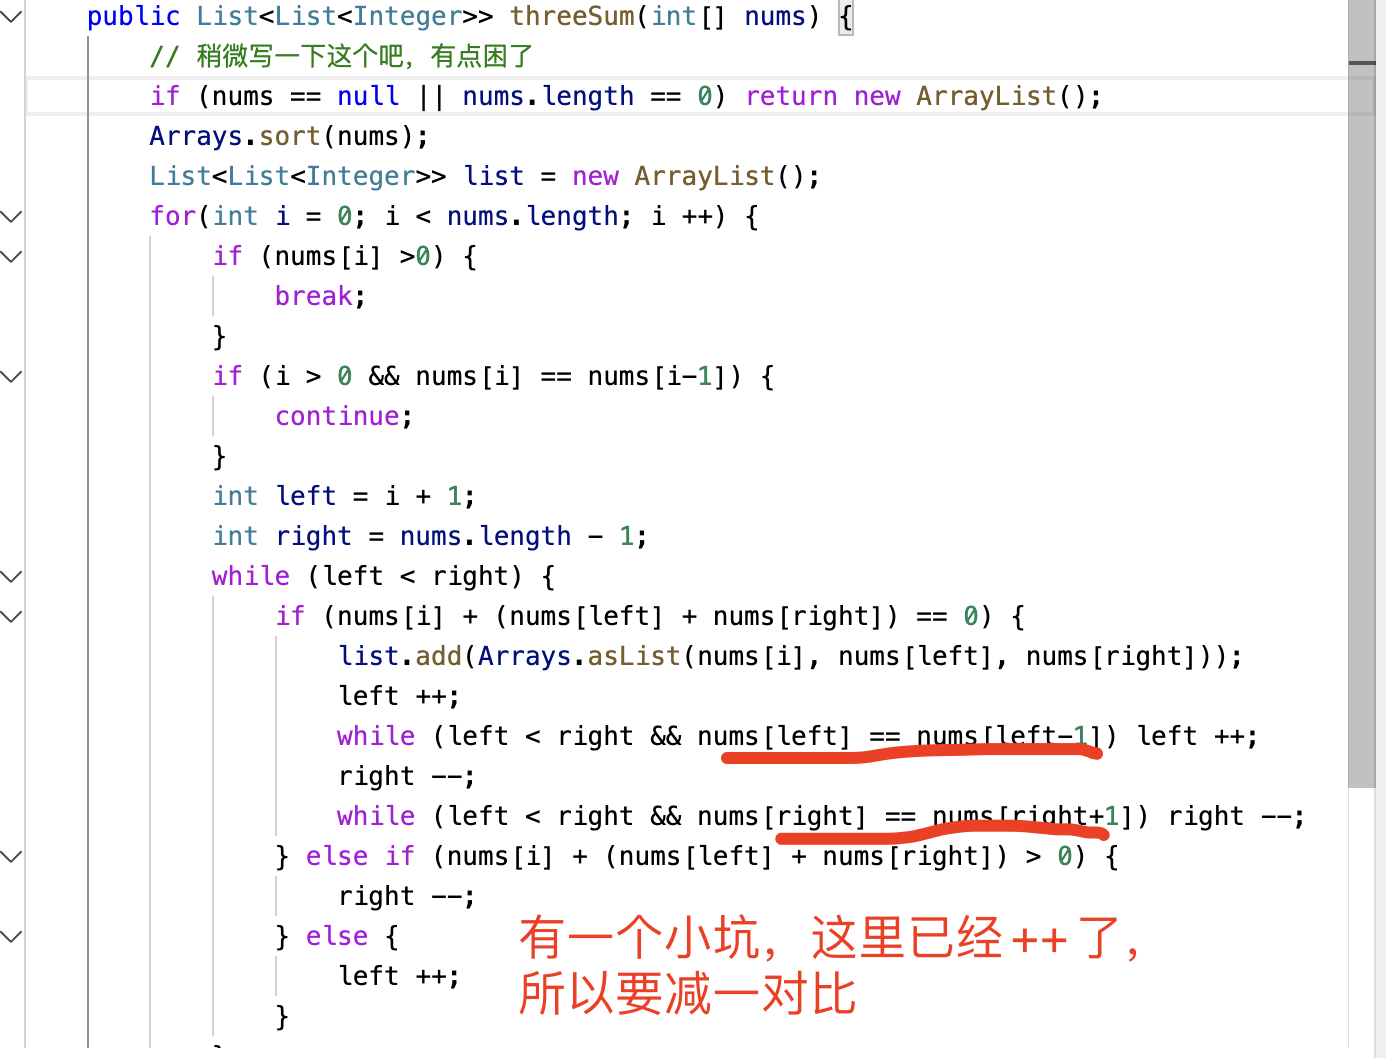 public List<List<Integer>> threeSum(int[] nums) {
// 稍微写一下这个吧，有点困了
if (nums == null || nums.length == 0) return new ArrayList();
Arrays.sort(nums);
List<List<Integer>> list = new ArrayList();
for(int i = 0; i < nums.length; i ++) {
if (nums[i] >0) {
break;
}
if (i > 0 && nums[i] == nums[i-1]) {
continue;
}
int left = i + 1;
int right = nums.length - 1;
while (left < right) {
if (nums[i] + (nums[left] + nums[right]) == 0) {
list.add(Arrays.asList(nums[i], nums[left], nums[right]));
left ++;
while (left < right && nums[left] == nums[left-1]) left ++;
right --;
while (left < right && nums[right] == nums[right+1]) right --;
} else if (nums[i] + (nums[left] + nums[right]) > 0) {
right --;
} else {
left ++;
}
有一个小坑，这里已经++了，
所以要减一对比